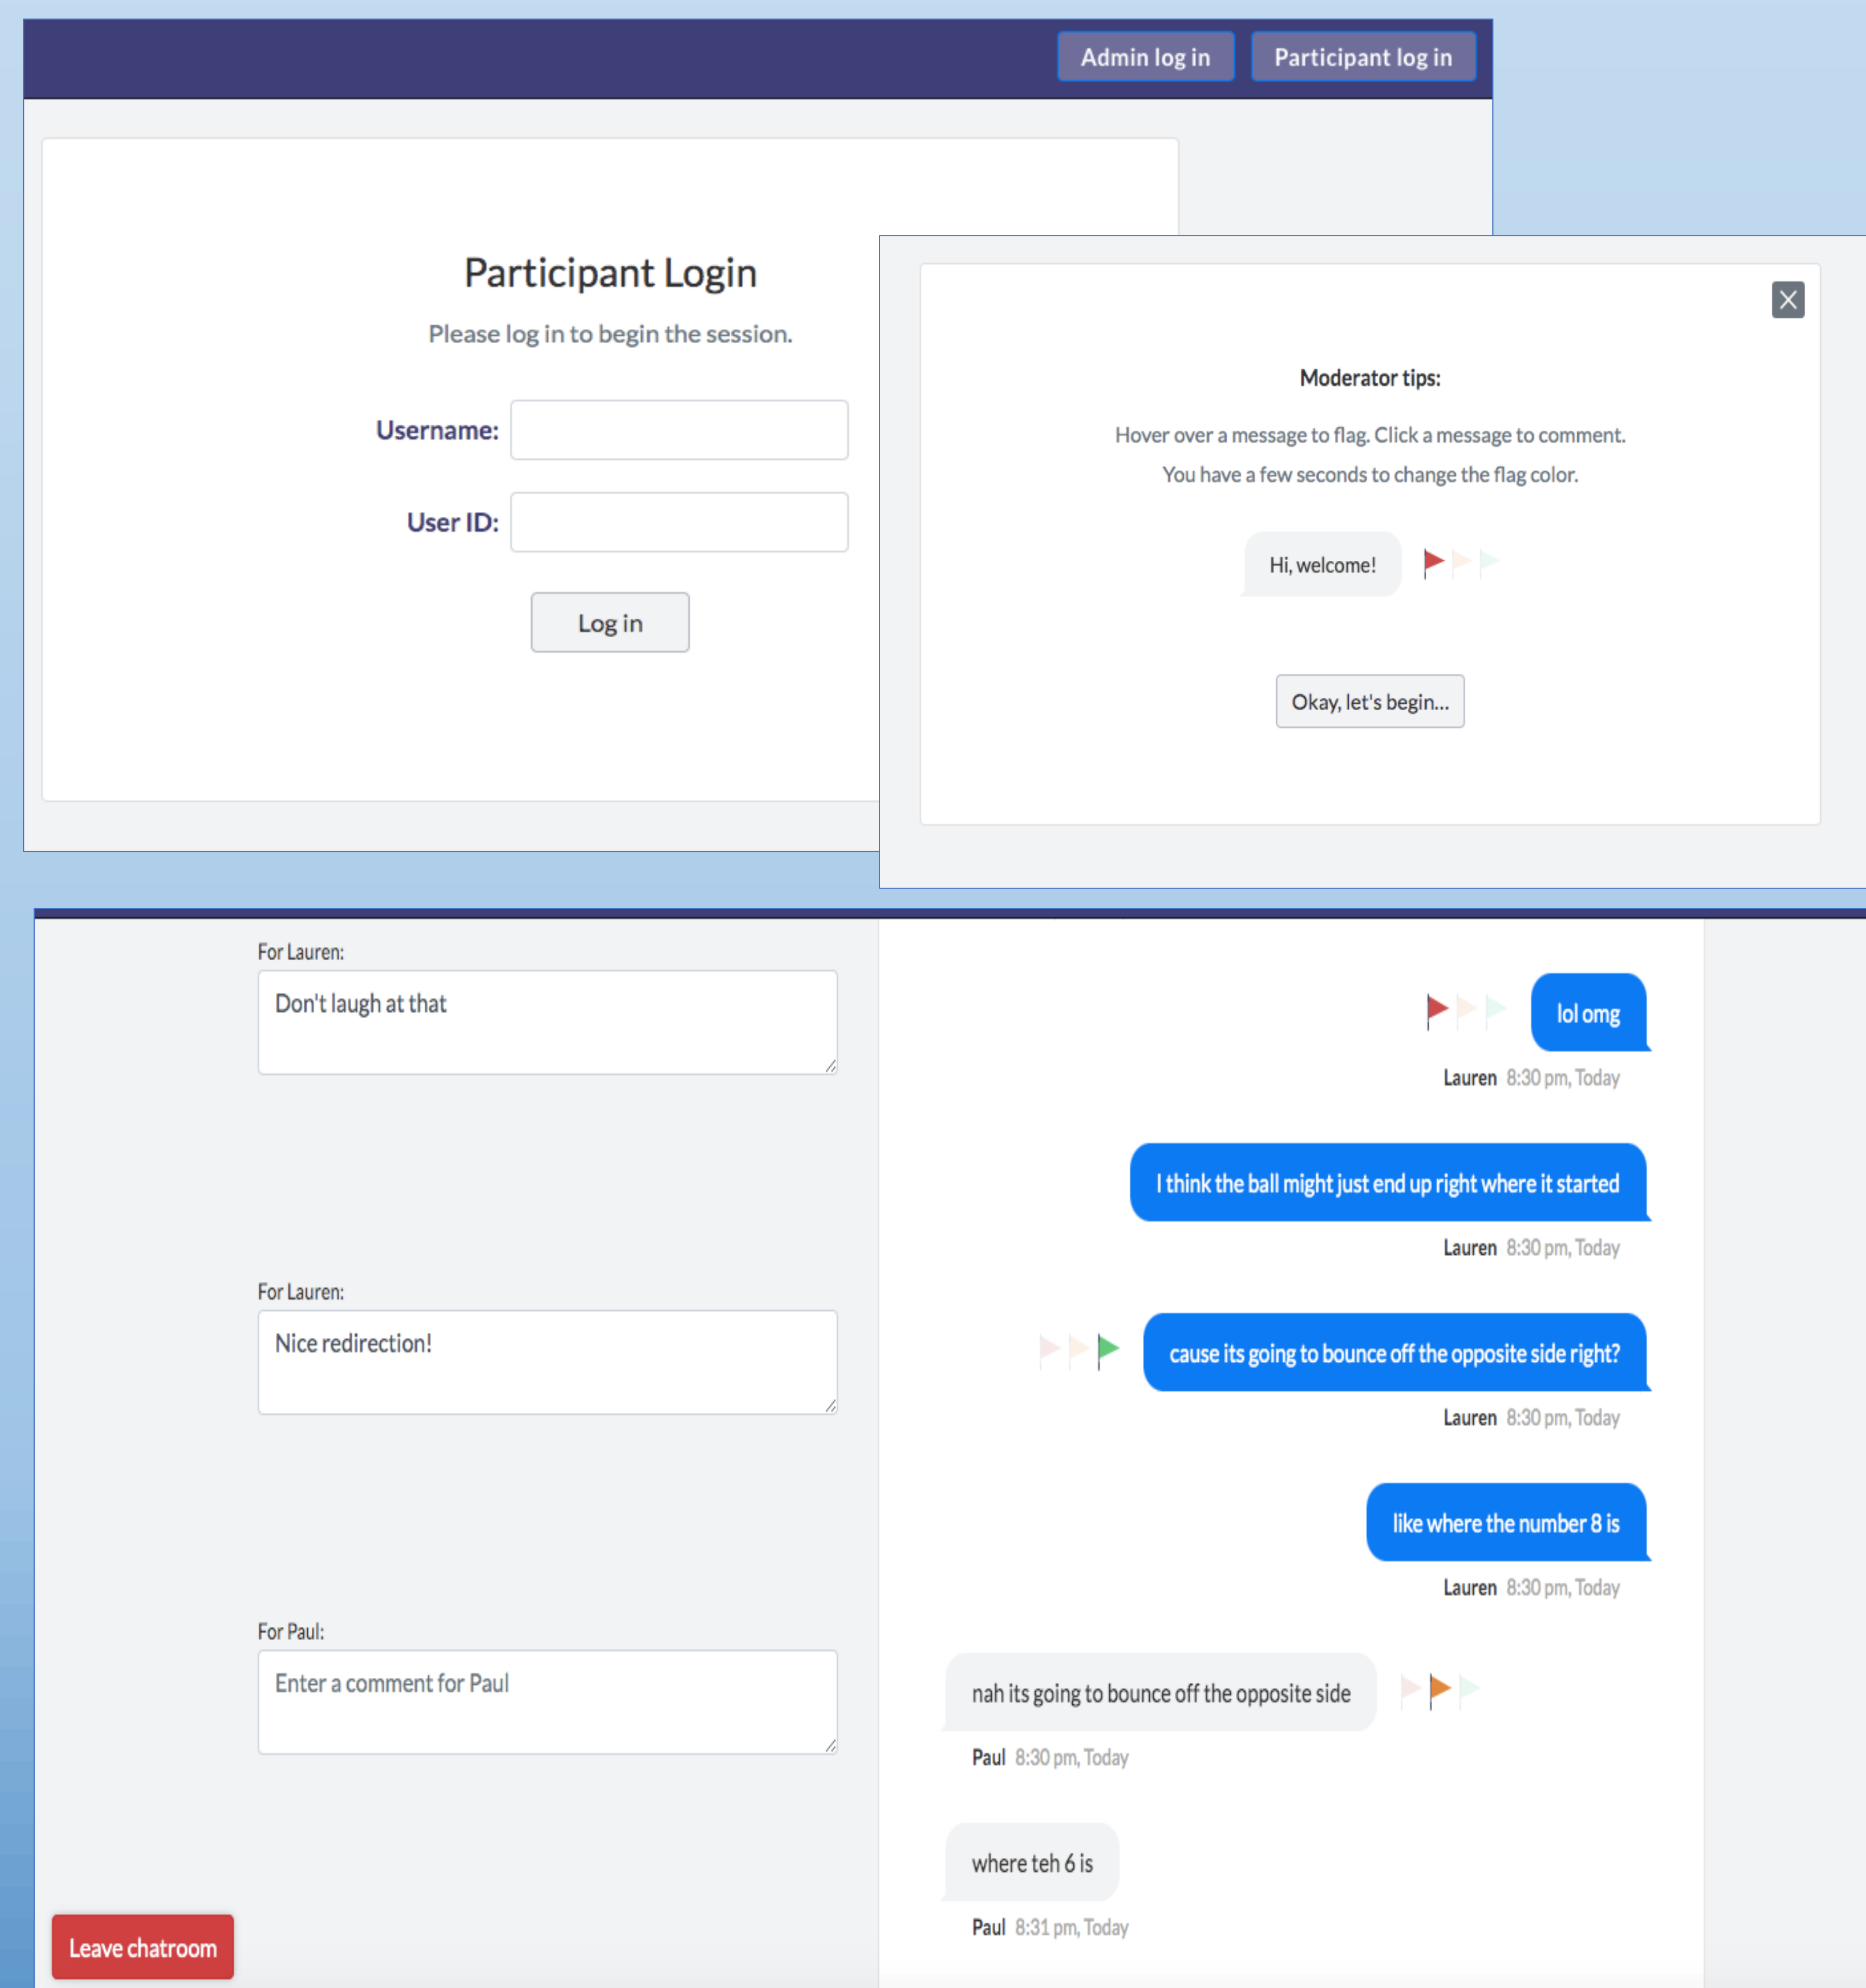 Admin log in
Participant log in
Participant Login
Please log in to begin the session.
Username:
User ID:
Log in
Moderator tips:
Hover over a message to flag. Click a message to comment.
You have a few seconds to change the flag color.
Hi, welcome!
Okay, let's begin...
For Lauren:
Don't laugh at that
lol omg
Lauren 8:30 pm, Today
I think the ball might just end up right where it started
Lauren 8:30 pm, Today
For Lauren:
Nice redirection!
cause its going to bounce off the opposite side right?
Lauren 8:30 pm, Today
like where the number 8 is
Lauren 8:30 pm, Today
For Paul:
Enter a comment for Paul
nah its going to bounce off the opposite side
Paul 8:30 pm, Today
where teh 6 is
Paul 8:31 pm, Today
Leave chatroom